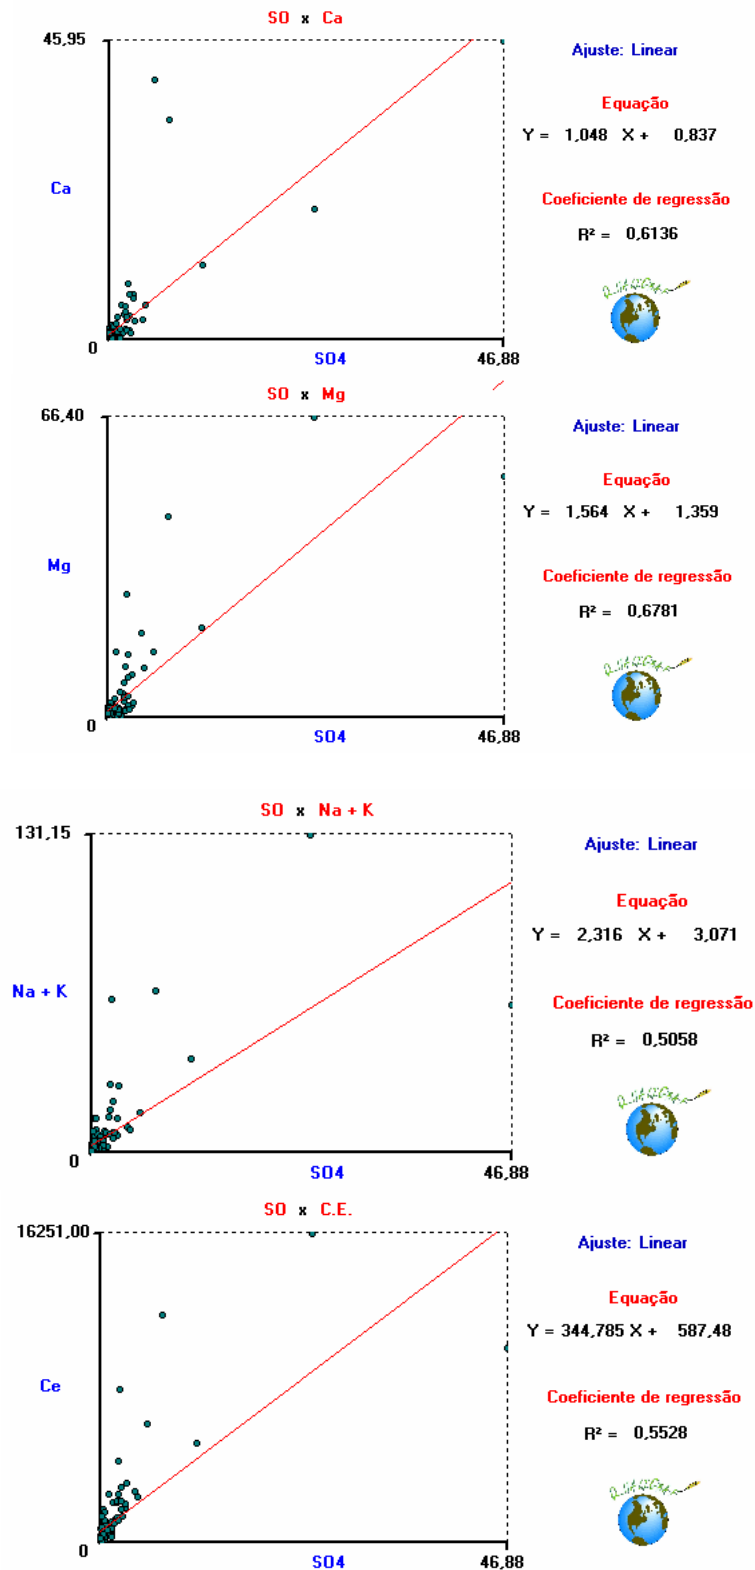 SO x Ca
45,95
Ajuste: Linear
Equação
Y = 1,048 X + 0,837
Ca
Coeficiente de regressão
R² = 0,6136
0
SO4
46,88
SO x Mg
66,40
Ajuste: Linear
Equação
Y = 1,564 X + 1,359
Mg
Coeficiente de regressão
R² = 0,6781
0
SO4
46,88
SO x Na + K
131,15
Ajuste: Linear
Equação
Y = 2,316 X + 3,071
Na + K
Coeficiente de regressão
R² = 0,5058
0
SO4
46,88
SO x C.E.
16251,00
Ajuste: Linear
Equação
Y = 344,785 X + 587,48
Ce
Coeficiente de regressão
R² = 0,5528
0
SO4
46,88